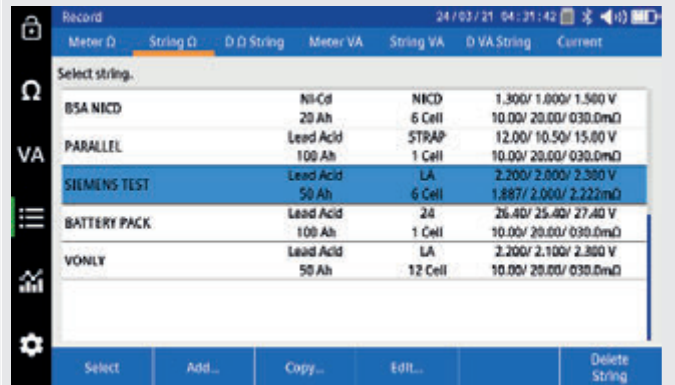 Record 24/03/21 04:31:42
Meter Ω String Ω D Ω String Meter VA String VA D VA String Current
Select string.
Ω
VA
BSA NICD Ni-Cd NICD 1.300/ 1.000/ 1.500 V
20 Ah 6 Cell 10.00/ 20.00/ 030.0mΩ
PARALLEL Lead Acid STRAP 12.00/ 10.50/ 15.00 V
100 Ah 1 Cell 10.00/ 20.00/ 030.0mΩ
SIEMENS TEST Lead Acid LA 2.200/ 2.000/ 2.300 V
50 Ah 6 Cell 1.887/ 2.000/ 2.222mΩ
BATTERY PACK Lead Acid 24 26.40/ 25.40/ 27.40 V
100 Ah 1 Cell 10.00/ 20.00/ 030.0mΩ
VONLY Lead Acid LA 2.200/ 2.100/ 2.300 V
50 Ah 12 Cell 10.00/ 20.00/ 030.0mΩ
Select Add... Copy... Edit... Delete
String